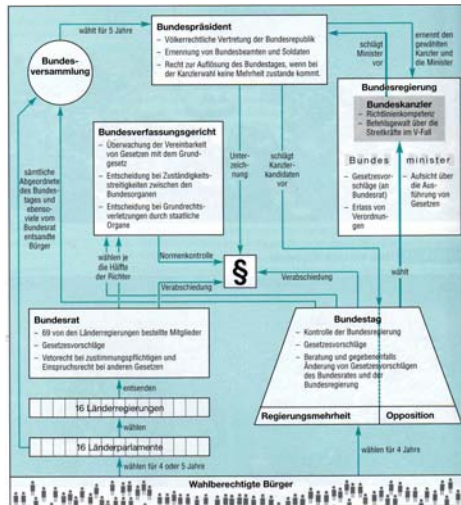 wählt für 5 Jahre
Bundes-
versammlung
Bundespräsident
– Völkerrechtliche Vertretung der Bundesrepublik
– Ernennung von Bundesbeamten und Soldaten
– Recht zur Auflösung des Bundestages, wenn bei
der Kanzlerwahl keine Mehrheit zustande kommt.
schlägt
Minister
vor
ernennt den
gewählten
Kanzler und
die Minister
Bundesregierung
Bundeskanzler
– Richtlinienkompetenz
– Befehlsgewalt über die
Streitkräfte im V-Fall
Bundes minister
– Gesetzesvor-
schläge (an
Bundesrat)
– Erlass von
Verordnun-
gen
– Aufsicht über
die Aus-
führung von
Gesetzen
Bundesverfassungsgericht
– Überwachung der Vereinbarkeit
von Gesetzen mit dem Grund-
gesetz
– Entscheidung bei Zuständigkeits-
streitigkeiten zwischen den
Bundesorganen
– Entscheidung bei Grundrechts-
verletzungen durch staatliche
Organe
Unter-
zeich-
nung
schlägt
Kanzler-
kandidaten
vor
sämtliche
Abgeordnete
des Bundes-
tages und
ebenso-
viele vom
Bundesrat
entsandte
Bürger
wählen je
die Hälfte
der Richter
Normenkontrolle
§
Verabschiedung
Verabschiedung
wählt
Bundesrat
– 69 von den Länderregierungen bestellte Mitglieder
– Gesetzesvorschläge
– Vetorecht bei zustimmungspflichtigen und
Einspruchsrecht bei anderen Gesetzen
Bundestag
– Kontrolle der Bundesregierung
– Gesetzesvorschläge
– Beratung und gegebenenfalls
Änderung von Gesetzesvorschlägen
des Bundesrates und der
Bundesregierung
Regierungsmehrheit Opposition
entsenden
16 Länderregierungen
wählen
16 Länderparlamente
wählen für 4 oder 5 Jahre
wählen für 4 Jahre
Wahlberechtigte Bürger